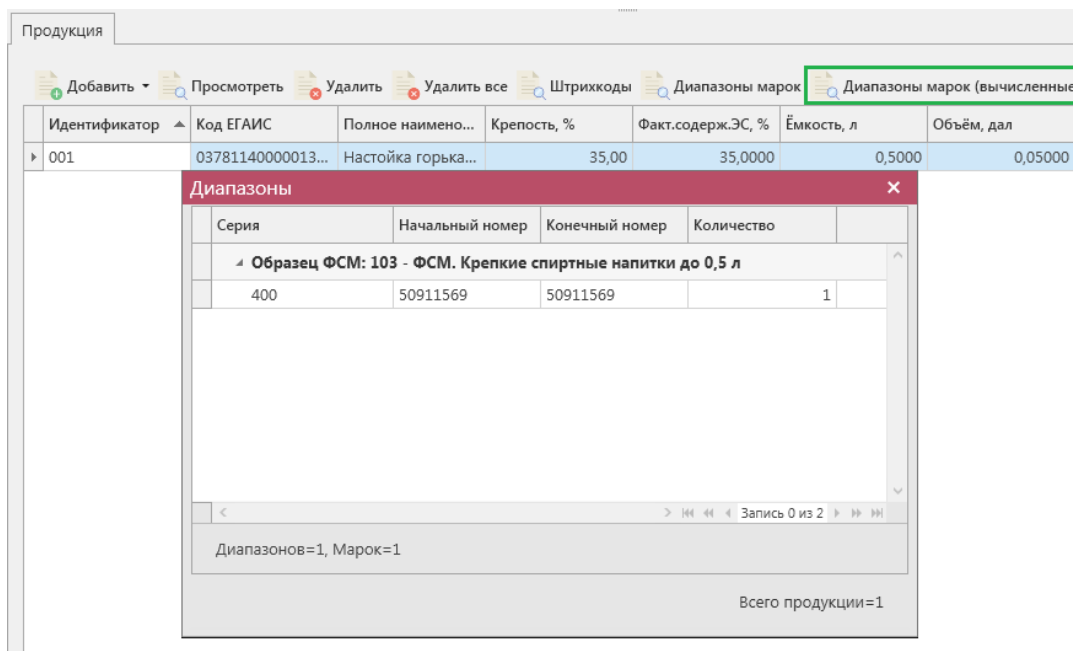 Продукция
Добавить Просмотреть Удалить Удалить все Штрихкоды Диапазоны марок Диапазоны марок (вычисленные
Идентификатор Код ЕГАИС Полное наимено... Крепость, % Факт.содерж.ЭС, % Ёмкость, л Объём, дал
001 03781140000013... Настойка горька... 35,00 35,0000 0,5000 0,05000
Диапазоны
Серия Начальный номер Конечный номер Количество
Образец ФСМ: 103 - ФСМ. Крепкие спиртные напитки до 0,5 л
400 50911569 50911569 1
Запись 0 из 2
Диапазонов=1, Марок=1
Всего продукции=1